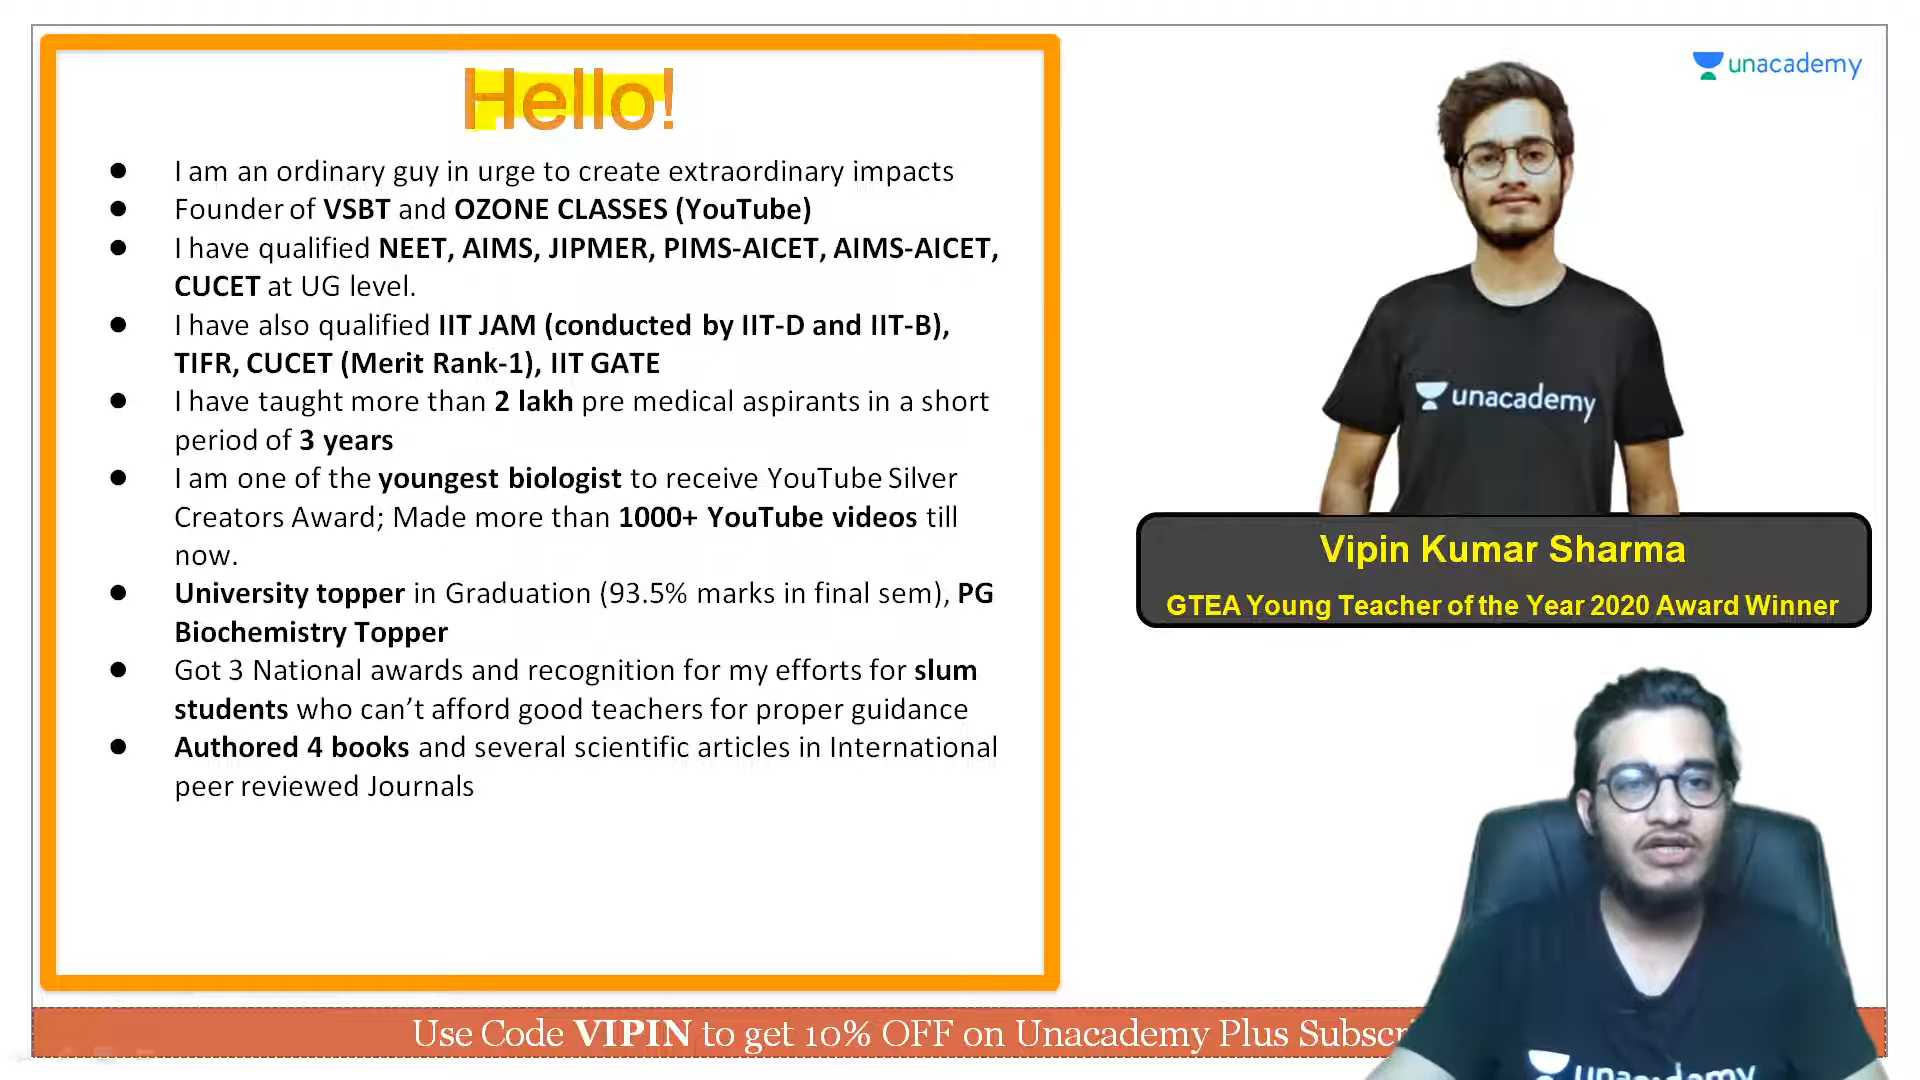 Hello!
I am an ordinary guy in urge to create extraordinary impacts
Founder of VSBT and OZONE CLASSES (YouTube)
I have qualified NEET, AIMS, JIPMER, PIMS-AICET, AIMS-AICET,
CUCET at UG level.
I have also qualified IIT JAM (conducted by IIT-D and IIT-B),
TIFR, CUCET (Merit Rank-1), IIT GATE
I have taught more than 2 lakh pre medical aspirants in a short
period of 3 years
I am one of the youngest biologist to receive YouTube Silver
Creators Award; Made more than 1000+ YouTube videos till
now.
University topper in Graduation (93.5% marks in final sem), PG
Biochemistry Topper
Got 3 National awards and recognition for my efforts for slum
students who can’t afford good teachers for proper guidance
Authored 4 books and several scientific articles in International
peer reviewed Journals
unacademy
unacademy
Vipin Kumar Sharma
GTEA Young Teacher of the Year 2020 Award Winner
Use Code VIPIN to get 10% OFF on Unacademy Plus
unacademy